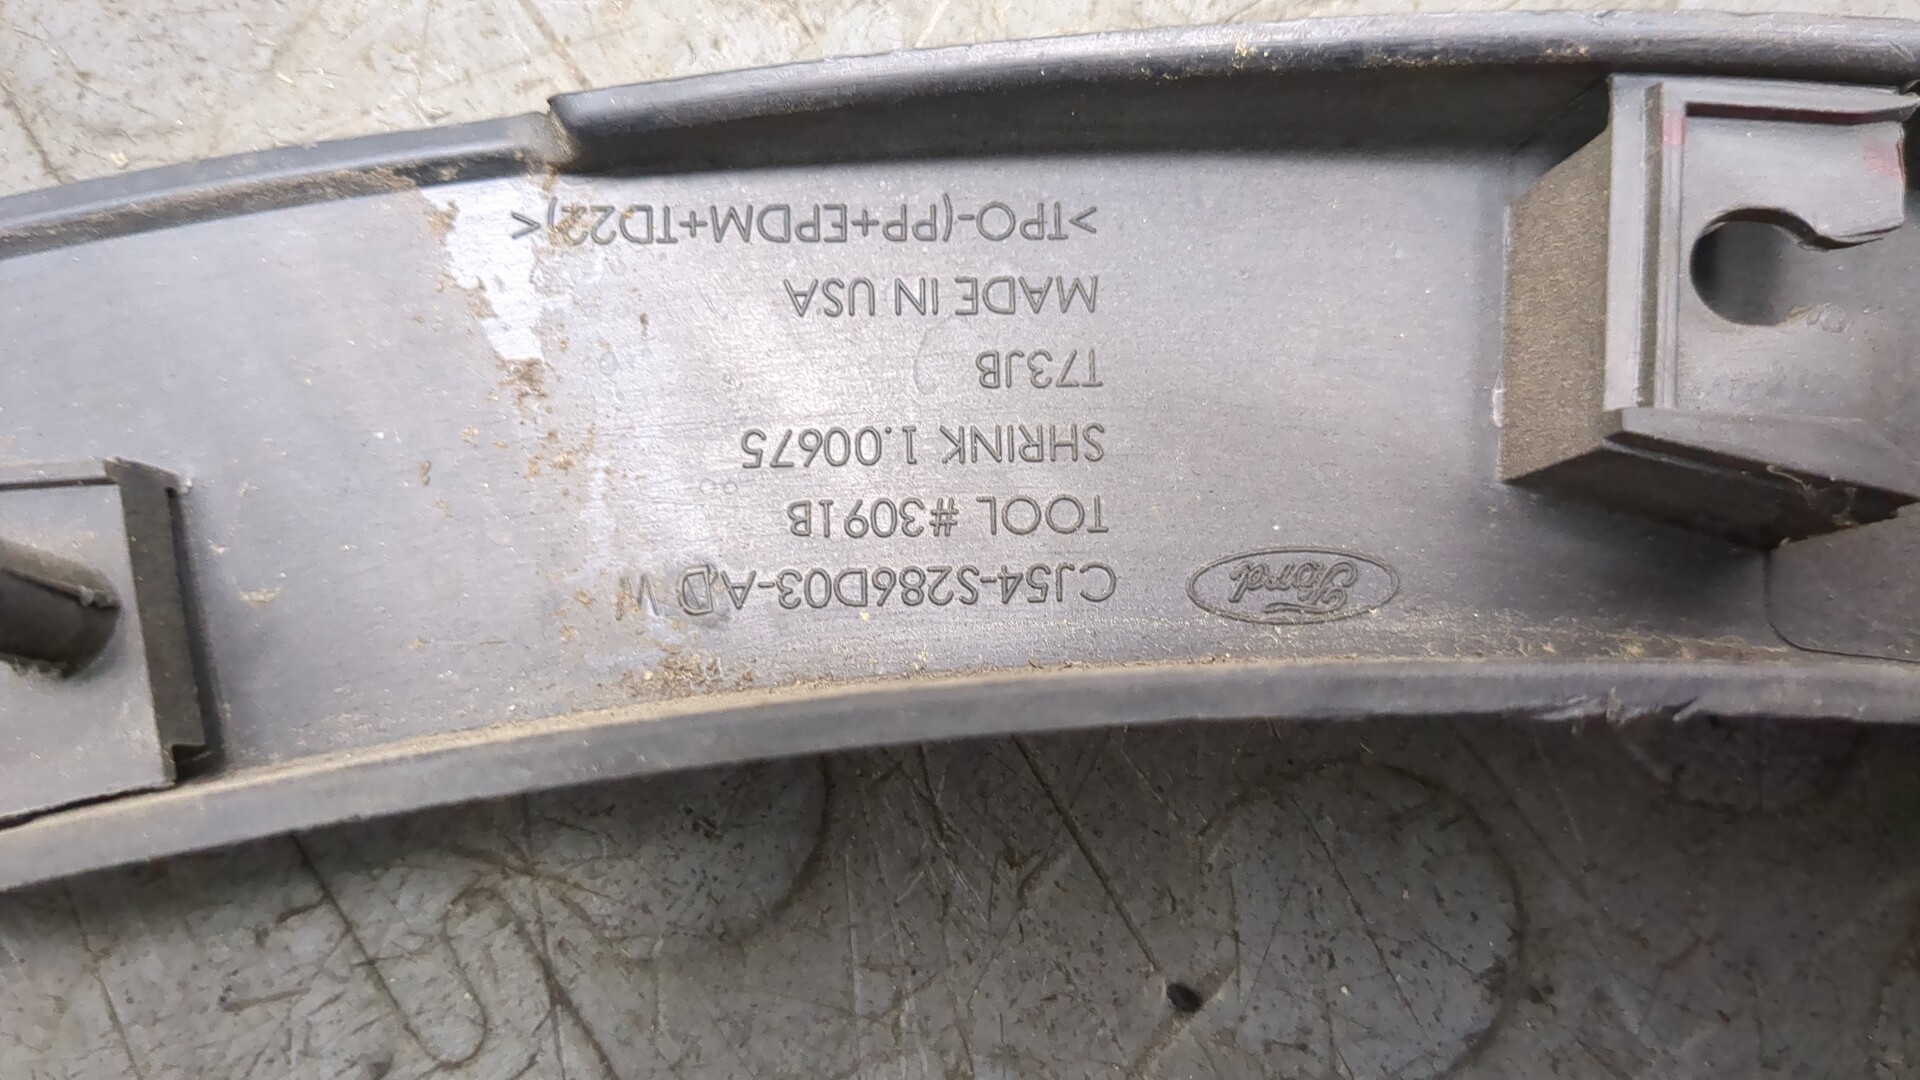 Ford CJ54-S286D03-AD W
TOOL #3091B
SHRINK 1.00675
T73JB
MADE IN USA
>TPO-(PP+EPDM+TD22)<